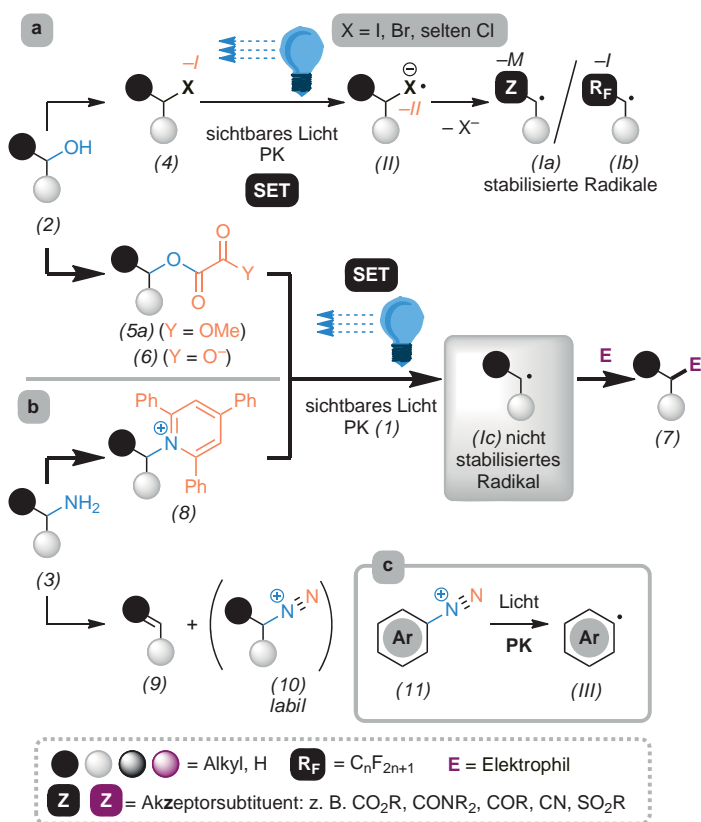 a
X = I, Br, selten Cl
–I
X
sichtbares Licht
PK
SET
⊖
X•
–II
– X⁻
–M
Z
–I
R_F
(4)
(II)
(Ia)
(Ib)
stabilisierte Radikale
OH
(2)
O
O
O
Y
(5a) (Y = OMe)
(6) (Y = O⁻)
SET
sichtbares Licht
PK (1)
(Ic) nicht
stabilisiertes
Radikal
E
E
(7)
b
Ph
Ph
⊕
N
Ph
(8)
NH₂
(3)
+
⊕
N
N
(9)
(10)
labil
c
⊕
N
N
Ar
Licht
PK
Ar
(11)
(III)
= Alkyl, H
R_F = CₙF₂ₙ₊₁
E = Elektrophil
Z Z = Akzeptorsubtituent: z. B. CO₂R, CONR₂, COR, CN, SO₂R